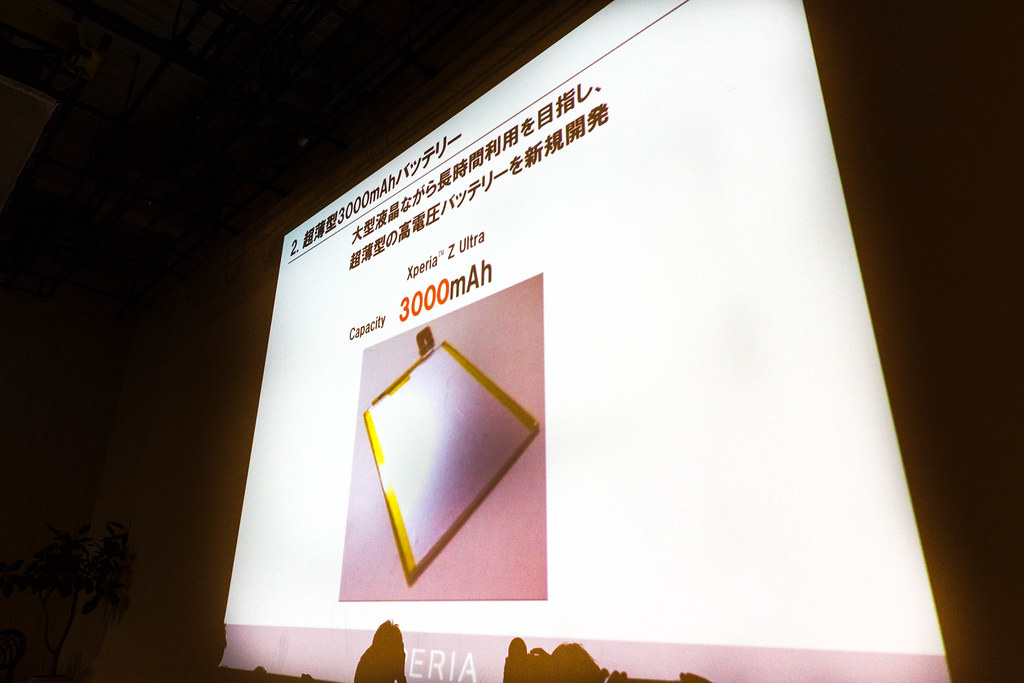 2. 超薄型3000mAhバッテリー
大型液晶ながら長時間利用を目指し、
超薄型の高電圧バッテリーを新規開発
Xperia™ Z Ultra
Capacity 3000mAh
PERIA